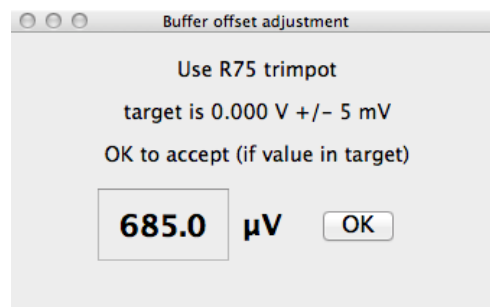 Buffer offset adjustment
Use R75 trimpot
target is 0.000 V +/- 5 mV
OK to accept (if value in target)
685.0 µV OK